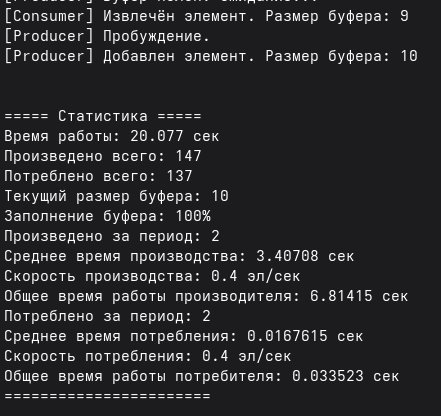 [Consumer] Извлечён элемент. Размер буфера: 9
[Producer] Пробуждение.
[Producer] Добавлен элемент. Размер буфера: 10
===== Статистика =====
Время работы: 20.077 сек
Произведено всего: 147
Потреблено всего: 137
Текущий размер буфера: 10
Заполнение буфера: 100%
Произведено за период: 2
Среднее время производства: 3.40708 сек
Скорость производства: 0.4 эл/сек
Общее время работы производителя: 6.81415 сек
Потреблено за период: 2
Среднее время потребления: 0.0167615 сек
Скорость потребления: 0.4 эл/сек
Общее время работы потребителя: 0.033523 сек
=======================